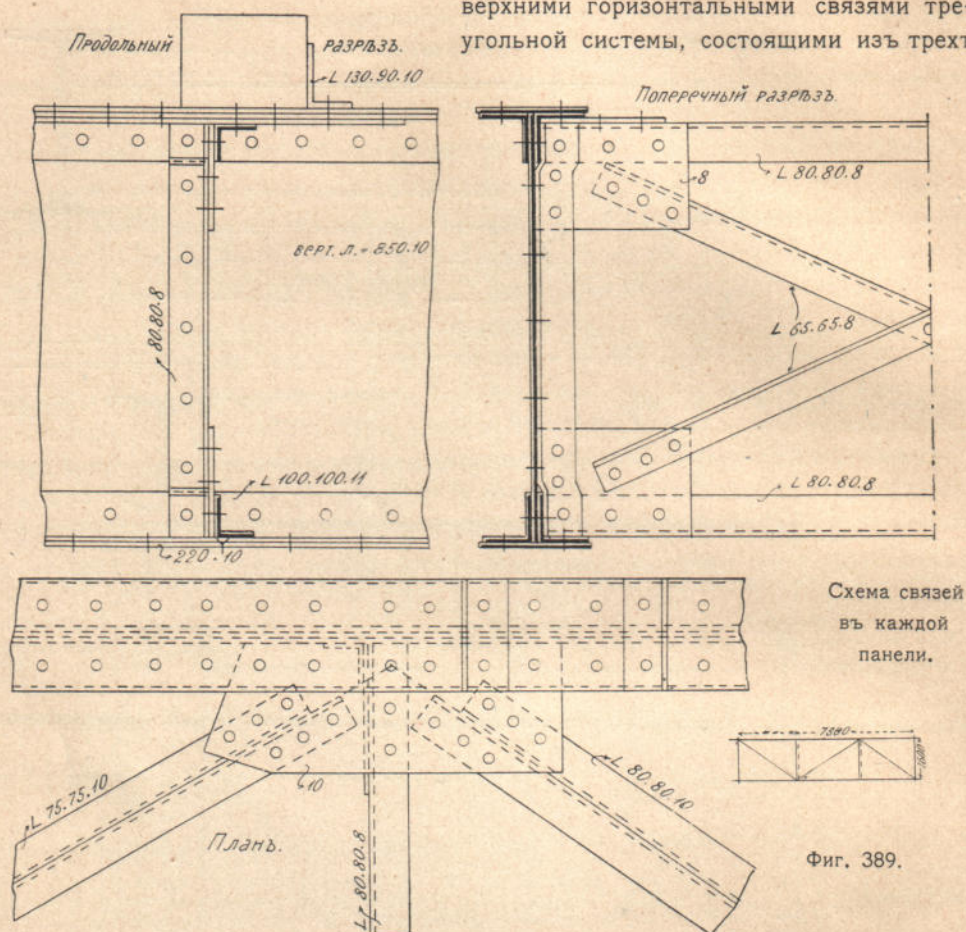 верхними горизонтальными связями тре-
угольной системы, состоящими изъ трехъ
Продольный разрѣзъ.
L 130.90.10
Поперечный разрѣзъ.
L 80.80.8
8
верт. л. - 850.10
80.80.8
L 65.65.8
L 100.100.11
L 80.80.8
220.10
Схема связей
въ каждой
панели.
7380
1600
L 75.75.10
10
L 80.80.10
Планъ.
L 80.80.8
Фиг. 389.